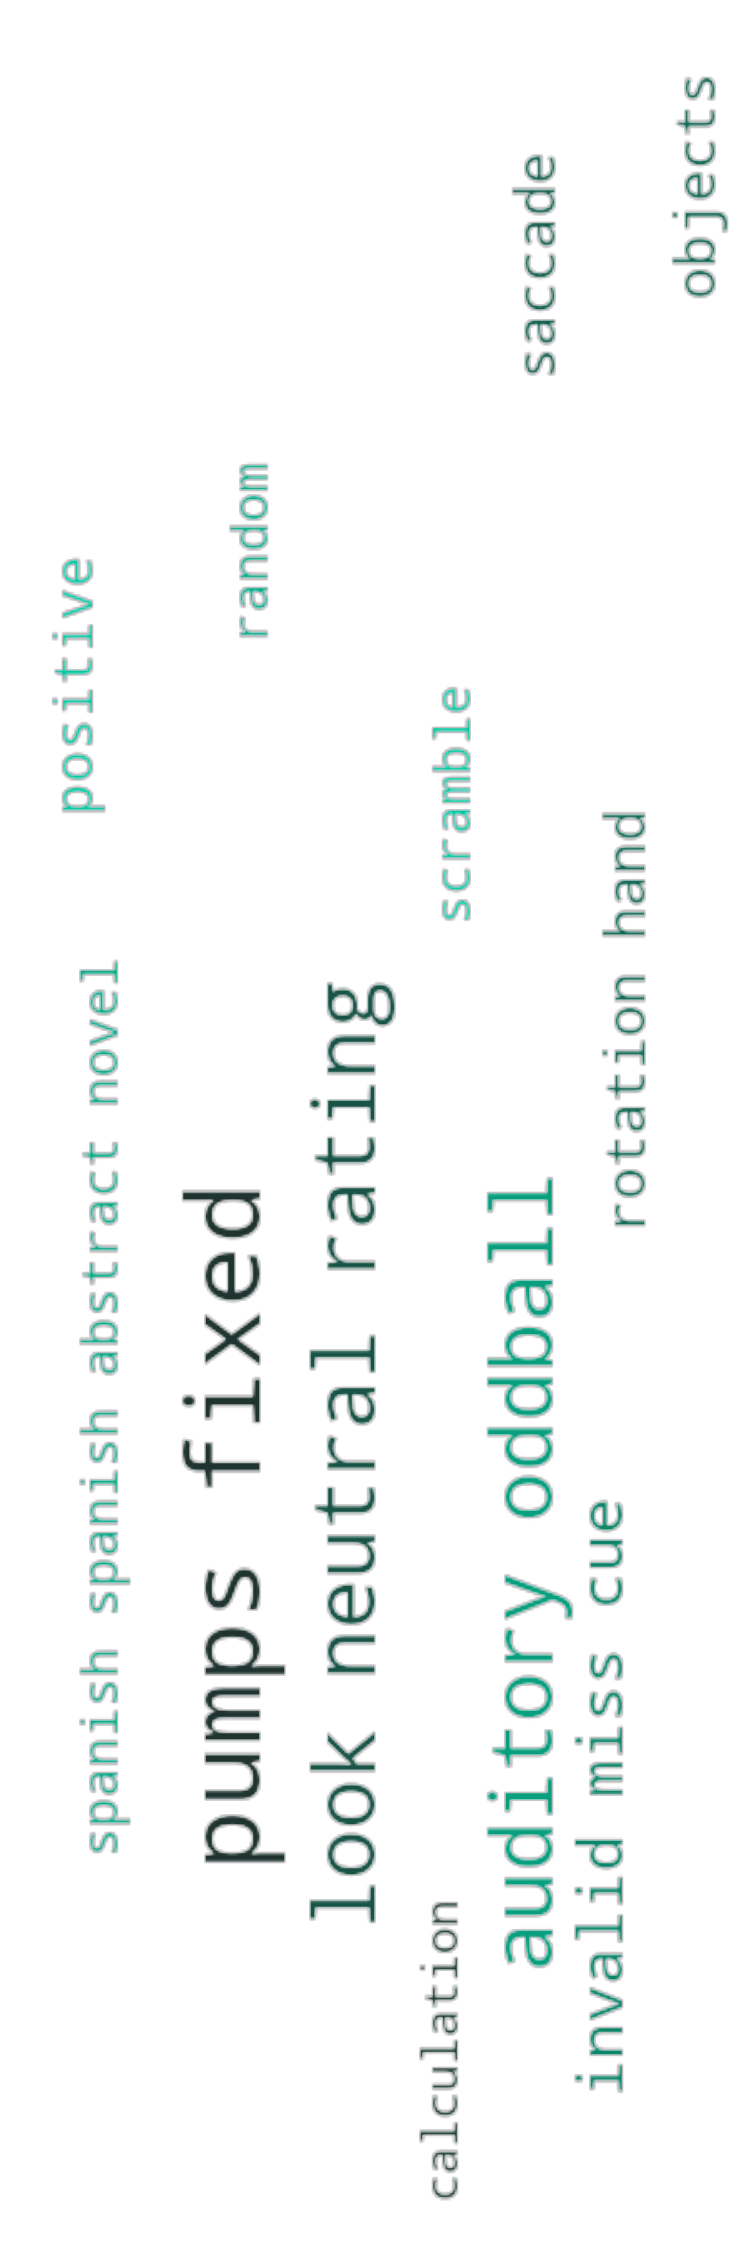 positive
spanish spanish abstract novel
random
pumps fixed
look neutral rating
scramble
calculation
saccade
auditory oddball
rotation hand
invalid miss cue
objects